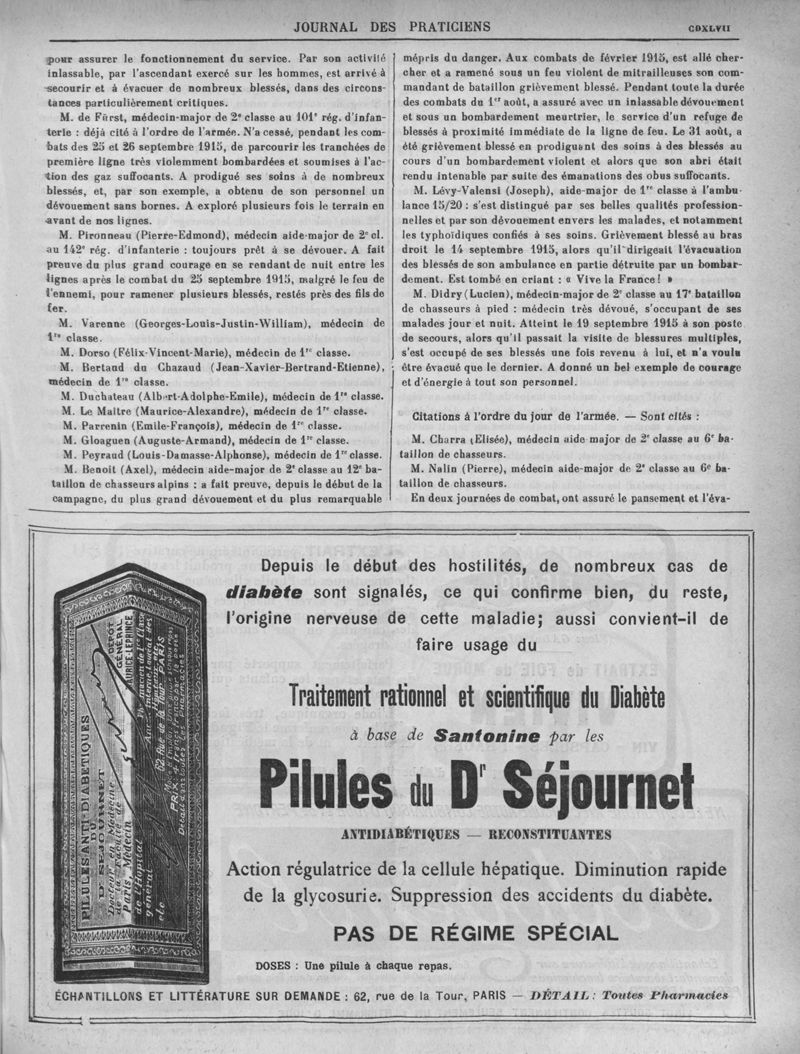 JOURNAL DES PRATICIENS
CDXLVII
pour assurer le fonctionnement du service. Par son activité
inlassable, par l'ascendant exercé sur les hommes, est arrivé à
secourir et à évacuer de nombreux blessés, dans des circons-
tances particulièrement critiques.
M. de Fürst, médecin-major de 2e classe au 101e rég. d'infan-
terie : déjà cité à l'ordre de l'armée. N'a cessé, pendant les com-
bats des 25 et 26 septembre 1915, de parcourir les tranchées de
première ligne très violemment bombardées et soumises à l'ac-
tion des gaz suffocants. A prodigué ses soins à de nombreux
blessés, et, par son exemple, a obtenu de son personnel un
dévouement sans bornes. A exploré plusieurs fois le terrain en
avant de nos lignes.
M. Pironneau (Pierre-Edmond), médecin aide-major de 2e cl.
au 142e rég. d'infanterie : toujours prêt à se dévouer. A fait
preuve du plus grand courage en se rendant de nuit entre les
lignes après le combat du 25 septembre 1915, malgré le feu de
l'ennemi, pour ramener plusieurs blessés, restés près des fils de
fer.
M. Varenne (Georges-Louis-Justin-William), médecin de
1re classe.
M. Dorso (Félix-Vincent-Marie), médecin de 1re classe.
M. Bertand du Chazaud (Jean-Xavier-Bertrand-Etienne),
médecin de 1re classe.
M. Duchateau (Albert-Adolphe-Emile), médecin de 1re classe.
M. Le Maitre (Maurice-Alexandre), médecin de 1re classe.
M. Parrenin (Emile-François), médecin de 1re classe.
M. Gloaguen (Auguste-Armand), médecin de 1re classe.
M. Peyraud (Louis-Damasse-Alphonse), médecin de 1re classe.
M. Benoit (Axel), médecin aide-major de 2e classe au 12e ba-
taillon de chasseurs alpins : a fait preuve, depuis le début de la
campagne, du plus grand dévouement et du plus remarquable
mépris du danger. Aux combats de février 1915, est allé cher-
cher et a ramené sous un feu violent de mitrailleuses son com-
mandant de bataillon grièvement blessé. Pendant toute la durée
des combats du 1er août, a assuré avec un inlassable dévouement
et sous un bombardement meurtrier, le service d'un refuge de
blessés à proximité immédiate de la ligne de feu. Le 31 août, a
été grièvement blessé en prodiguant des soins à des blessés au
cours d'un bombardement violent et alors que son abri était
rendu intenable par suite des émanations des obus suffocants.
M. Lévy-Valensi (Joseph), aide-major de 1re classe à l'ambu-
lance 15/20 : s'est distingué par ses belles qualités profession-
nelles et par son dévouement envers les malades, et notamment
les typhoïdiques confiés à ses soins. Grièvement blessé au bras
droit le 14 septembre 1915, alors qu'il dirigeait l'évacuation
des blessés de son ambulance en partie détruite par un bombar-
dement. Est tombé en criant : « Vive la France! »
M. Didry (Lucien), médecin-major de 2e classe au 17e bataillon
de chasseurs à pied : médecin très dévoué, s'occupant de ses
malades jour et nuit. Atteint le 19 septembre 1915 à son poste
de secours, alors qu'il passait la visite de blessures multiples,
s'est occupé de ses blessés une fois revenu à lui, et n'a voulu
être évacué que le dernier. A donné un bel exemple de courage
et d'énergie à tout son personnel.
Citations à l'ordre du jour de l'armée. — Sont cités :
M. Charra (Elisée), médecin aide major de 2e classe au 6e ba-
taillon de chasseurs.
M. Nalin (Pierre), médecin aide-major de 2e classe au 6e ba-
taillon de chasseurs.
En deux journées de combat, ont assuré le pansement et l'éva-
Depuis le début des hostilités, de nombreux cas de
diabète sont signalés, ce qui confirme bien, du reste,
l'origine nerveuse de cette maladie; aussi convient-il de
faire usage du
Traitement rationnel et scientifique du Diabète
à base de Santonine par les
Pilules du Dr Séjournet
ANTIDIABÉTIQUES — RECONSTITUANTES
Action régulatrice de la cellule hépatique. Diminution rapide
de la glycosurie. Suppression des accidents du diabète.
PAS DE RÉGIME SPÉCIAL
DOSES : Une pilule à chaque repas.
ÉCHANTILLONS ET LITTÉRATURE SUR DEMANDE : 62, rue de la Tour, PARIS — DÉTAIL : Toutes Pharmacies
PILULES ANTI-DIABÉTIQUES
DU
Dr SEJOURNET
Docteur en Médecine
de la Faculté de
Paris, Médecin
de l'Hôpital
général
DÉPÔT
GÉNÉRAL
MAURICE LEPRINCE
62, Rue de la Tour, PARIS